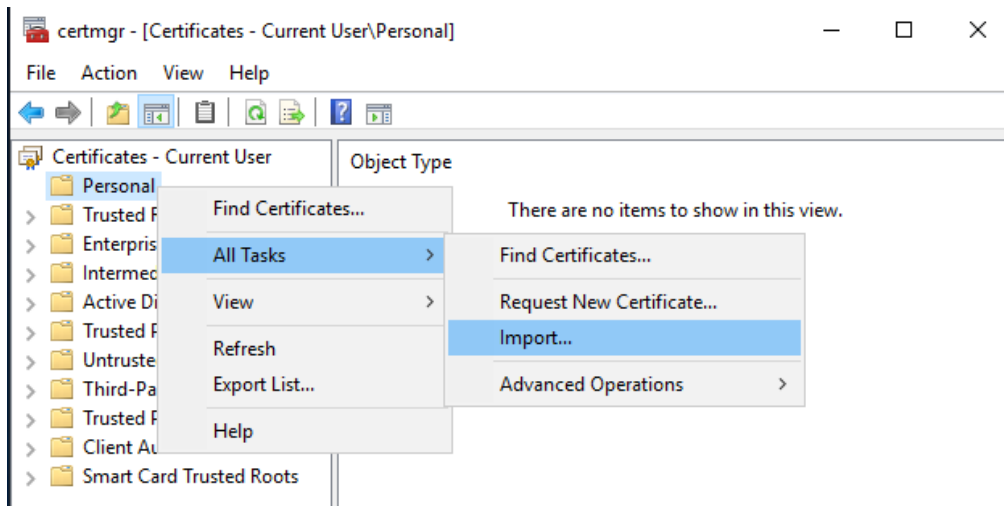 certmgr - [Certificates - Current User\Personal]
File Action View Help
Certificates - Current User
Personal
Trusted
Enterpris
Intermed
Active Di
Trusted
Untruste
Third-Pa
Trusted
Client Au
Smart Card Trusted Roots
Object Type
There are no items to show in this view.
Find Certificates...
All Tasks
View
Refresh
Export List...
Help
Find Certificates...
Request New Certificate...
Import...
Advanced Operations